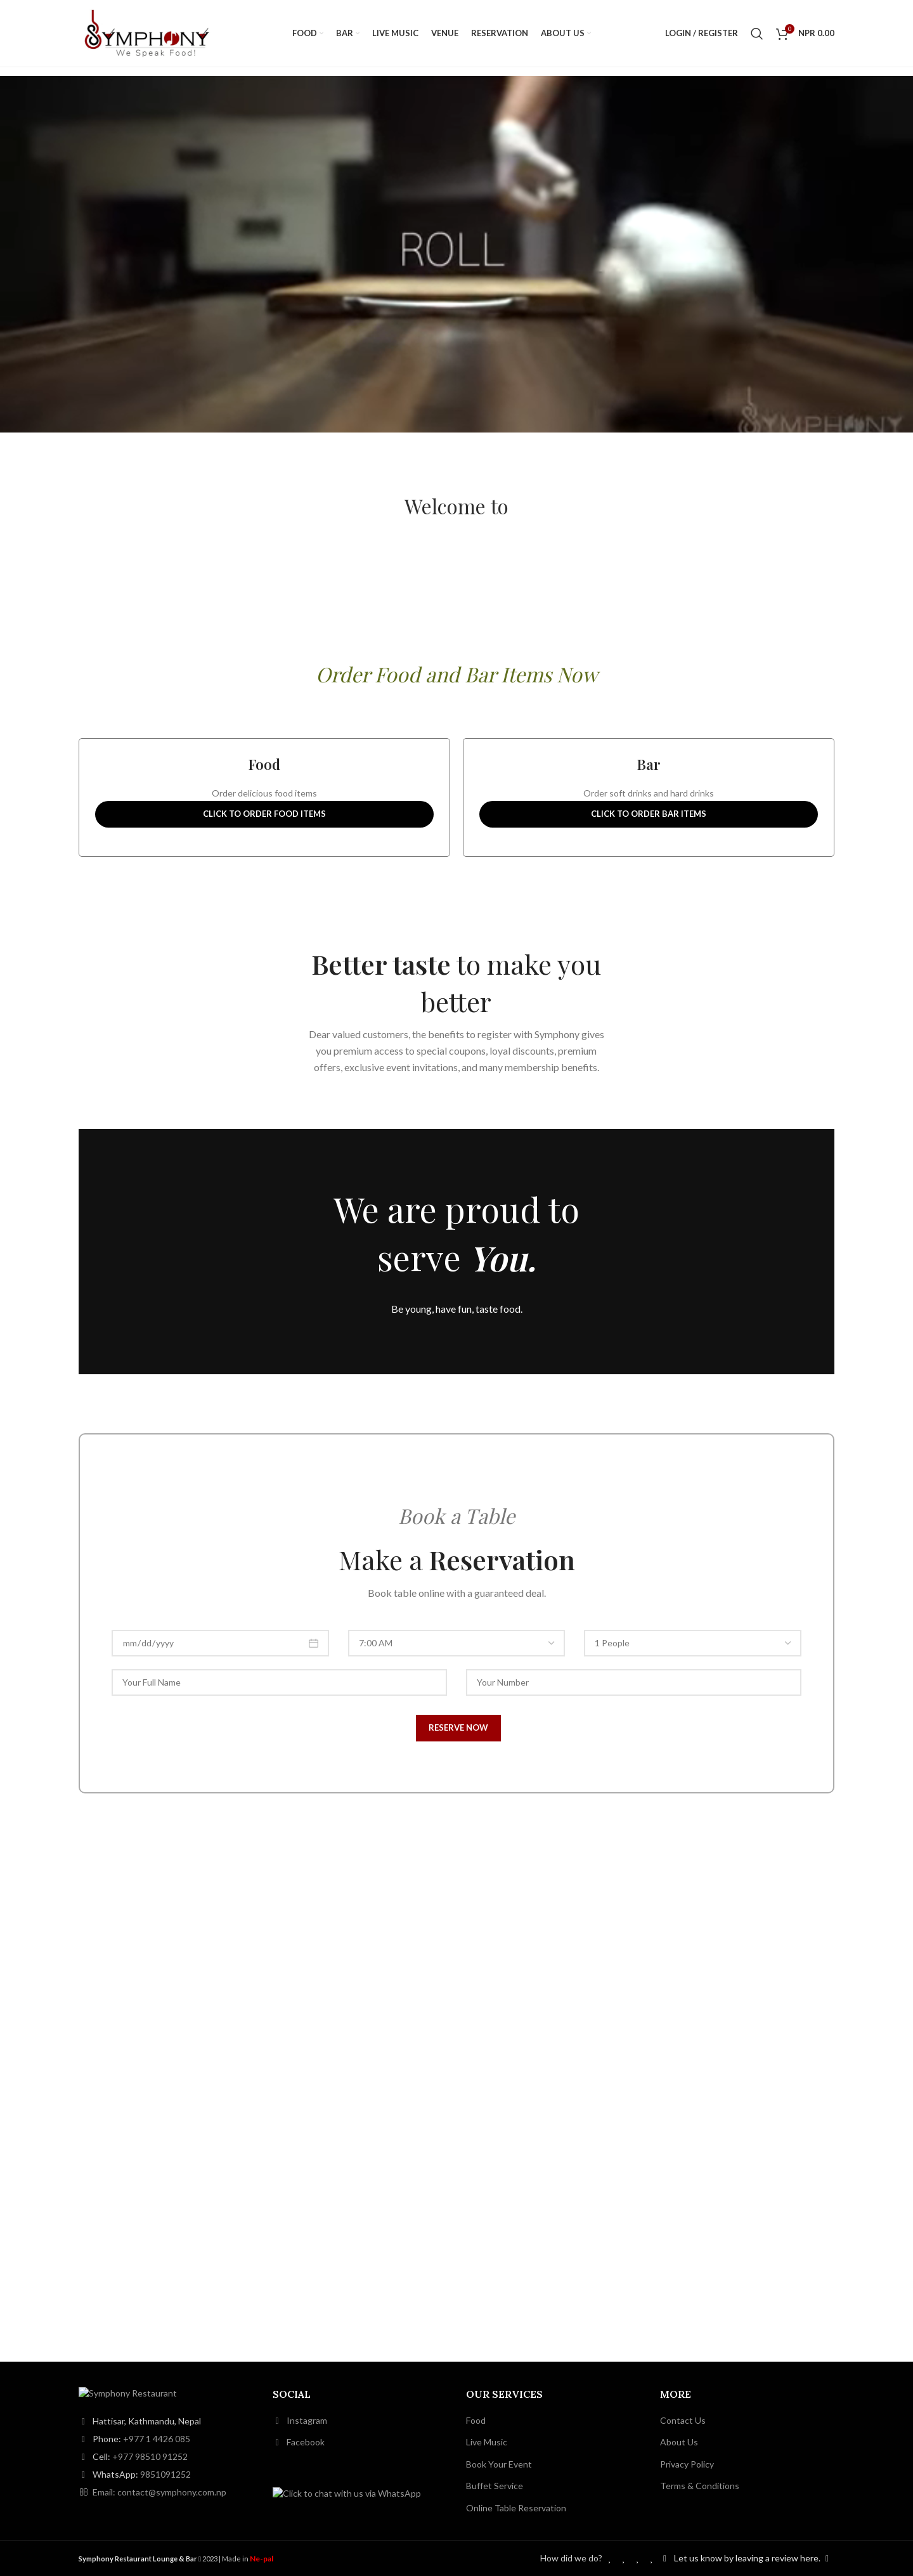 SYMPHONY
We Speak Food!
FOOD BAR LIVE MUSIC VENUE RESERVATION ABOUT US
LOGIN / REGISTER 0 NPR 0.00
ROLL
SYMPHONY
Welcome to
Order Food and Bar Items Now
Food
Order delicious food items
CLICK TO ORDER FOOD ITEMS
Bar
Order soft drinks and hard drinks
CLICK TO ORDER BAR ITEMS
Better taste to make you
better
Dear valued customers, the benefits to register with Symphony gives
you premium access to special coupons, loyal discounts, premium
offers, exclusive event invitations, and many membership benefits.
We are proud to
serve You.
Be young, have fun, taste food.
Book a Table
Make a Reservation
Book table online with a guaranteed deal.
mm/dd/yyyy 7:00 AM 1 People
Your Full Name Your Number
RESERVE NOW
Symphony Restaurant
Hattisar, Kathmandu, Nepal
Phone: +977 1 4426 085
Cell: +977 98510 91252
WhatsApp: 9851091252
Email: contact@symphony.com.np
SOCIAL
Instagram
Facebook
Click to chat with us via WhatsApp
OUR SERVICES
Food
Live Music
Book Your Event
Buffet Service
Online Table Reservation
MORE
Contact Us
About Us
Privacy Policy
Terms & Conditions
Symphony Restaurant Lounge & Bar 2023 | Made in Ne-pal
How did we do? Let us know by leaving a review here.